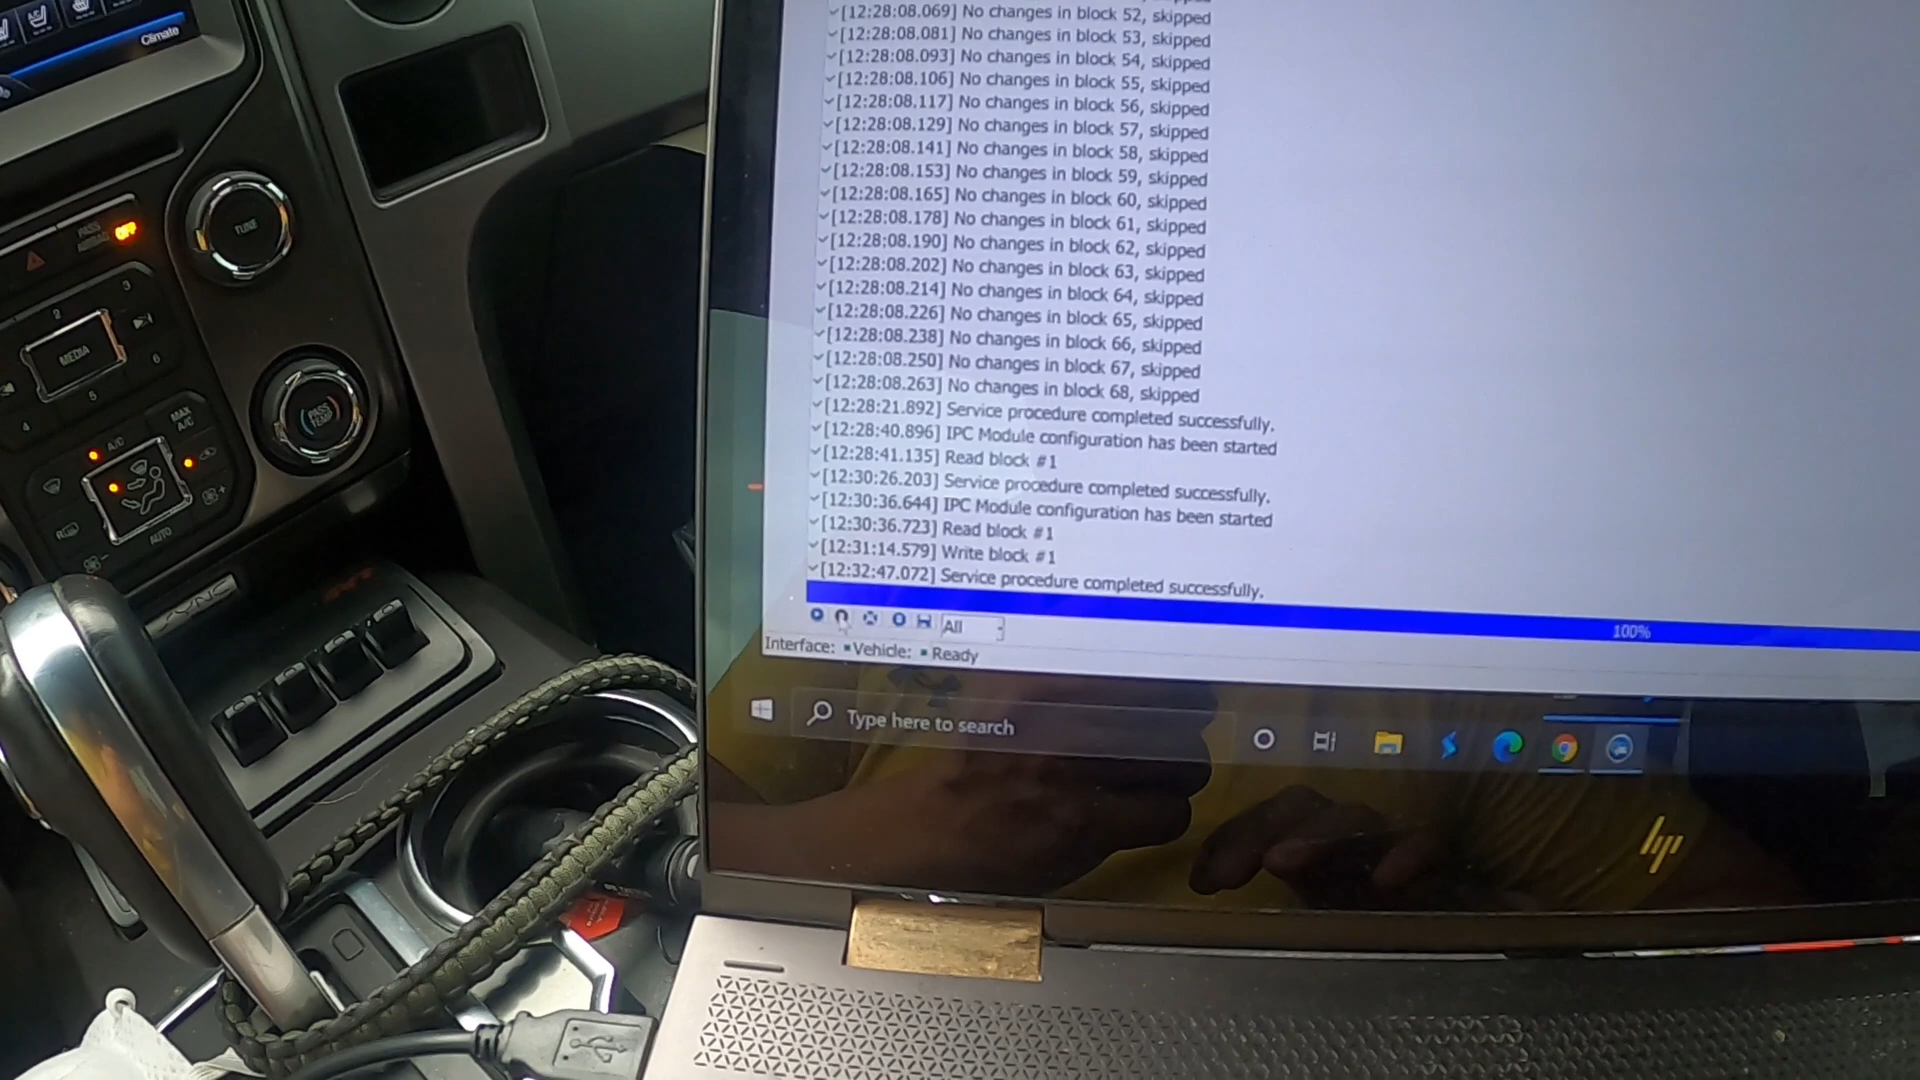 [12:28:08.069] No changes in block 52, skipped
[12:28:08.081] No changes in block 53, skipped
[12:28:08.093] No changes in block 54, skipped
[12:28:08.106] No changes in block 55, skipped
[12:28:08.117] No changes in block 56, skipped
[12:28:08.129] No changes in block 57, skipped
[12:28:08.141] No changes in block 58, skipped
[12:28:08.153] No changes in block 59, skipped
[12:28:08.165] No changes in block 60, skipped
[12:28:08.178] No changes in block 61, skipped
[12:28:08.190] No changes in block 62, skipped
[12:28:08.202] No changes in block 63, skipped
[12:28:08.214] No changes in block 64, skipped
[12:28:08.226] No changes in block 65, skipped
[12:28:08.238] No changes in block 66, skipped
[12:28:08.250] No changes in block 67, skipped
[12:28:08.263] No changes in block 68, skipped
[12:28:21.892] Service procedure completed successfully.
[12:28:40.896] IPC Module configuration has been started
[12:28:41.135] Read block #1
[12:30:26.203] Service procedure completed successfully.
[12:30:36.644] IPC Module configuration has been started
[12:30:36.723] Read block #1
[12:31:14.579] Write block #1
[12:32:47.072] Service procedure completed successfully.
100%
All
Interface: Vehicle: Ready
Type here to search
hp
Climate
A/C
PASS
AIRBAG
OFF
TUNE
2
3
MEDIA
4
5
6
PASS
TEMP
MAX
A/C
A/C
R
AUTO
SYNC